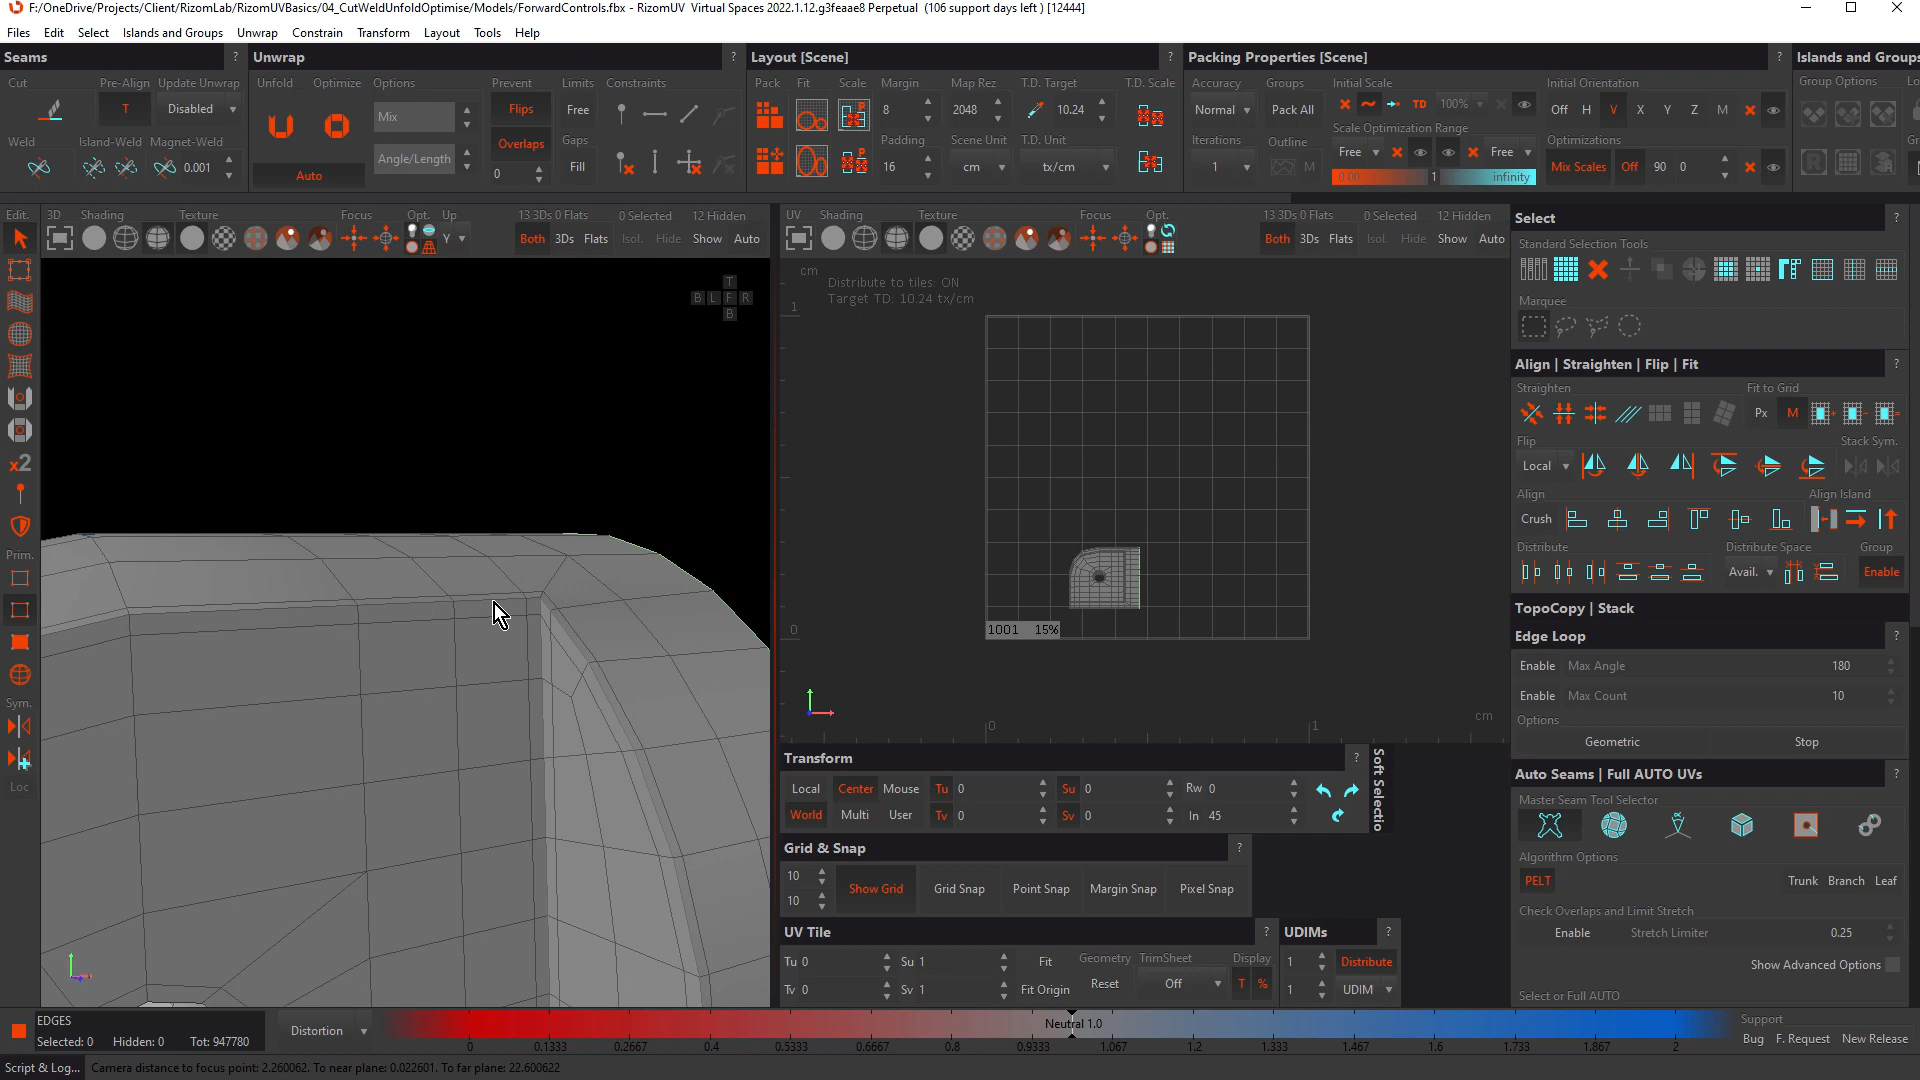 F:/OneDrive/Projects/Client/RizomLab/RizomUVBasics/04_CutWeldUnfoldOptimise/Models/ForwardControls.fbx - RizomUV Virtual Spaces 2022.1.12.g3feaae8 Perpetual (106 support days left ) [12444]
Files Edit Select Islands and Groups Unwrap Constrain Transform Layout Tools Help
Seams ? Unwrap ? Layout [Scene] ? Packing Properties [Scene] ? Islands and Groups
Cut Pre-Align Update Unwrap Unfold Optimize Options Prevent Limits Constraints Pack Fit Scale Margin Map Rez T.D. Target T.D. Scale Accuracy Groups Initial Scale Initial Orientation Group Options
T Disabled Mix Flips Free 8 2048 10.24 Normal Pack All TD 100% Off H V X Y Z M
Weld Island-Weld Magnet-Weld Angle/Length Overlaps Gaps Padding Scene Unit T.D. Unit Iterations Outline Scale Optimization Range Optimizations
0.001 Auto 0 Fill 16 cm tx/cm 1 Free Free Mix Scales Off 90 0
0.00 1 infinity
Edit. 3D Shading Texture Focus Opt. Up 13 3Ds 0 Flats 0 Selected 12 Hidden
Y Both 3Ds Flats Isol. Hide Show Auto
UV Shading Texture Focus Opt. 13 3Ds 0 Flats 0 Selected 12 Hidden
Both 3Ds Flats Isol. Hide Show Auto
T
B L F R
B
cm
Distribute to tiles: ON
Target TD: 10.24 tx/cm
1
0
1001 15%
0 1 cm
x2
Prim.
Sym.
Loc
Select ?
Standard Selection Tools
Marquee
Align | Straighten | Flip | Fit ?
Straighten Fit to Grid
Px M
Flip Stack Sym.
Local
Align Align Island
Crush
Distribute Distribute Space Group
Avail. Enable
TopoCopy | Stack
Edge Loop ?
Enable Max Angle 180
Enable Max Count 10
Options
Geometric Stop
Auto Seams | Full AUTO UVs ?
Master Seam Tool Selector
Algorithm Options
PELT Trunk Branch Leaf
Check Overlaps and Limit Stretch
Enable Stretch Limiter 0.25
Show Advanced Options
Select or Full AUTO
Transform ? Soft Selectio
Local Center Mouse Tu 0 Su 0 Rw 0
World Multi User Tv 0 Sv 0 In 45
Grid & Snap ?
10 Show Grid Grid Snap Point Snap Margin Snap Pixel Snap
10
UV Tile ? UDIMs ?
Tu 0 Su 1 Fit Geometry TrimSheet Display 1 Distribute
Tv 0 Sv 1 Fit Origin Reset Off T % 1 UDIM
EDGES
Selected: 0 Hidden: 0 Tot: 947780
Distortion Neutral 1.0
0 0.1333 0.2667 0.4 0.5333 0.6667 0.8 0.9333 1.067 1.2 1.333 1.467 1.6 1.733 1.867 2
Support
Bug F. Request New Release
Script & Log... Camera distance to focus point: 2.260062. To near plane: 0.022601. To far plane: 22.600622